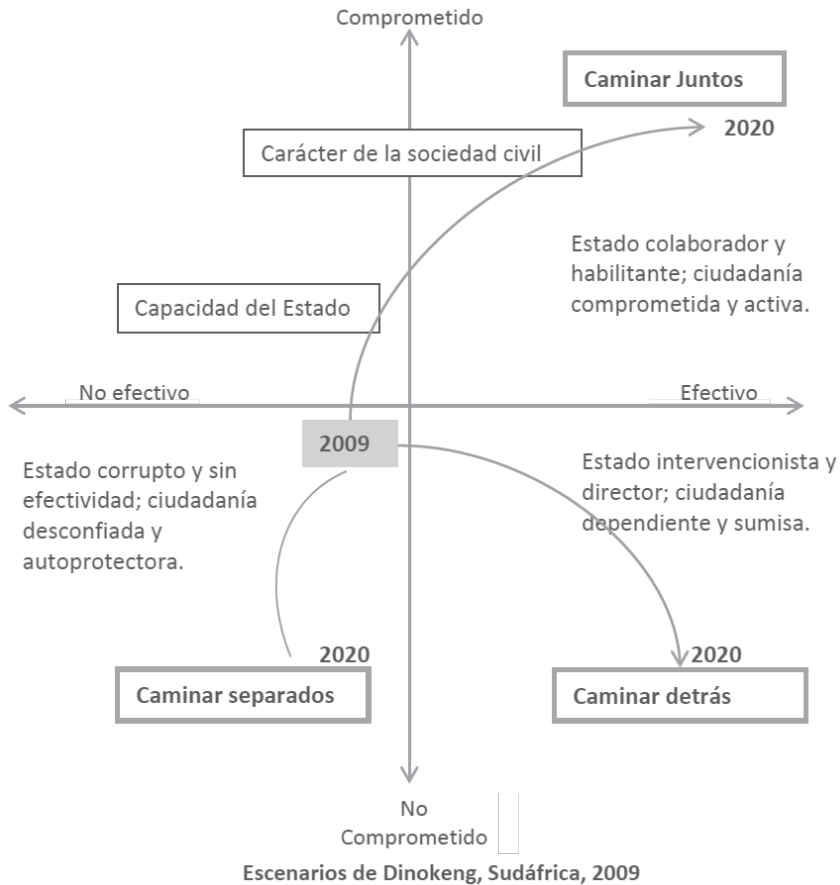 Comprometido
Caminar Juntos
2020
Carácter de la sociedad civil
Estado colaborador y
habilitante; ciudadanía
comprometida y activa.
Capacidad del Estado
No efectivo
Efectivo
2009
Estado corrupto y sin
efectividad; ciudadanía
desconfiada y
autoprotectora.
Estado intervencionista y
director; ciudadanía
dependiente y sumisa.
2020
Caminar separados
2020
Caminar detrás
No
Comprometido
Escenarios de Dinokeng, Sudáfrica, 2009